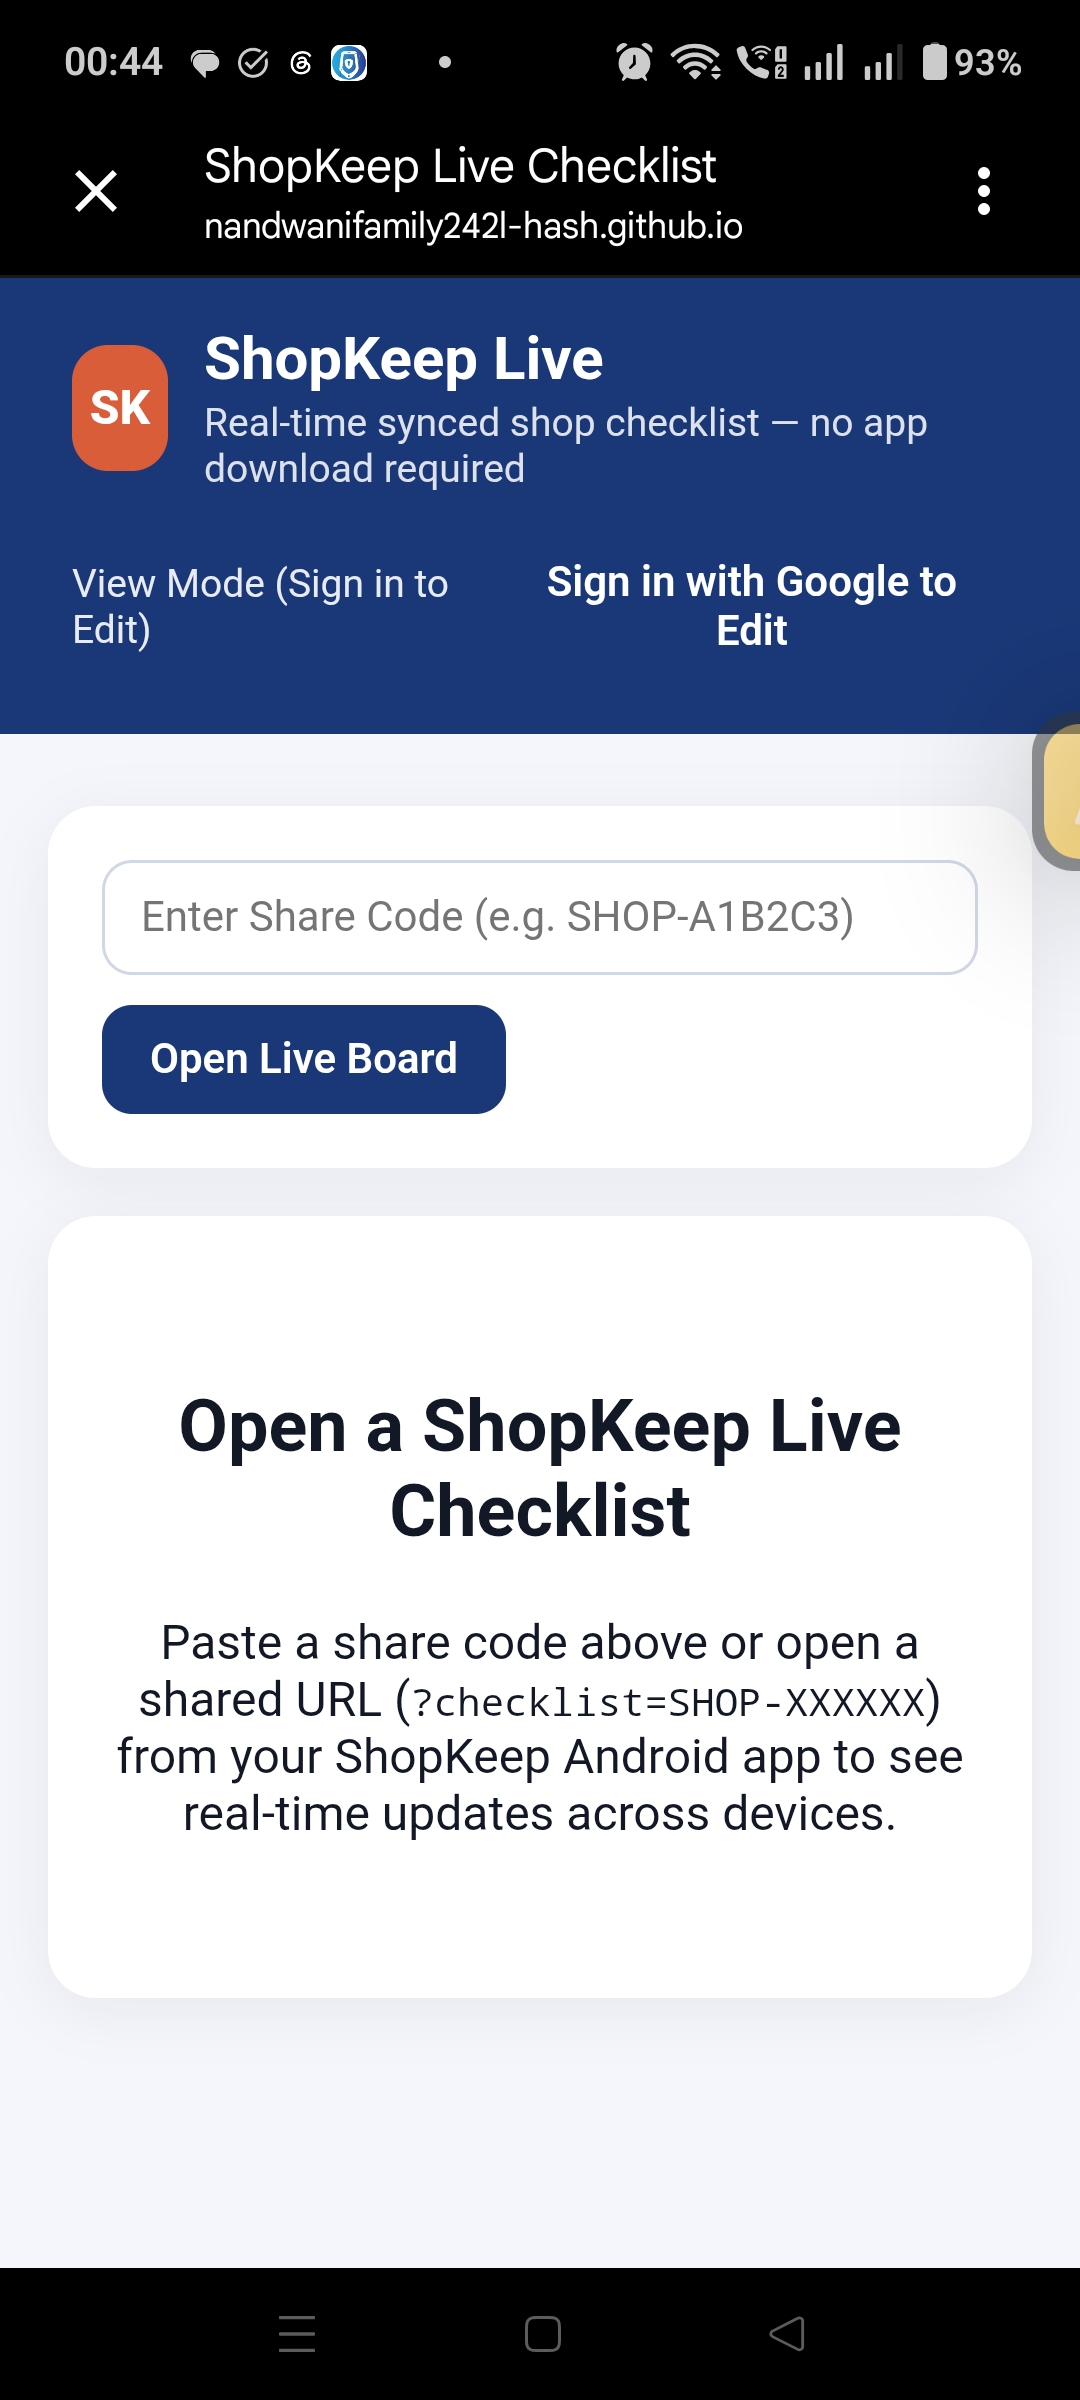 00:44
93%
ShopKeep Live Checklist
nandwanifamily242l-hash.github.io
SK
ShopKeep Live
Real-time synced shop checklist — no app
download required
View Mode (Sign in to
Edit)
Sign in with Google to
Edit
Enter Share Code (e.g. SHOP-A1B2C3)
Open Live Board
Open a ShopKeep Live
Checklist
Paste a share code above or open a
shared URL (?checklist=SHOP-XXXXXX)
from your ShopKeep Android app to see
real-time updates across devices.